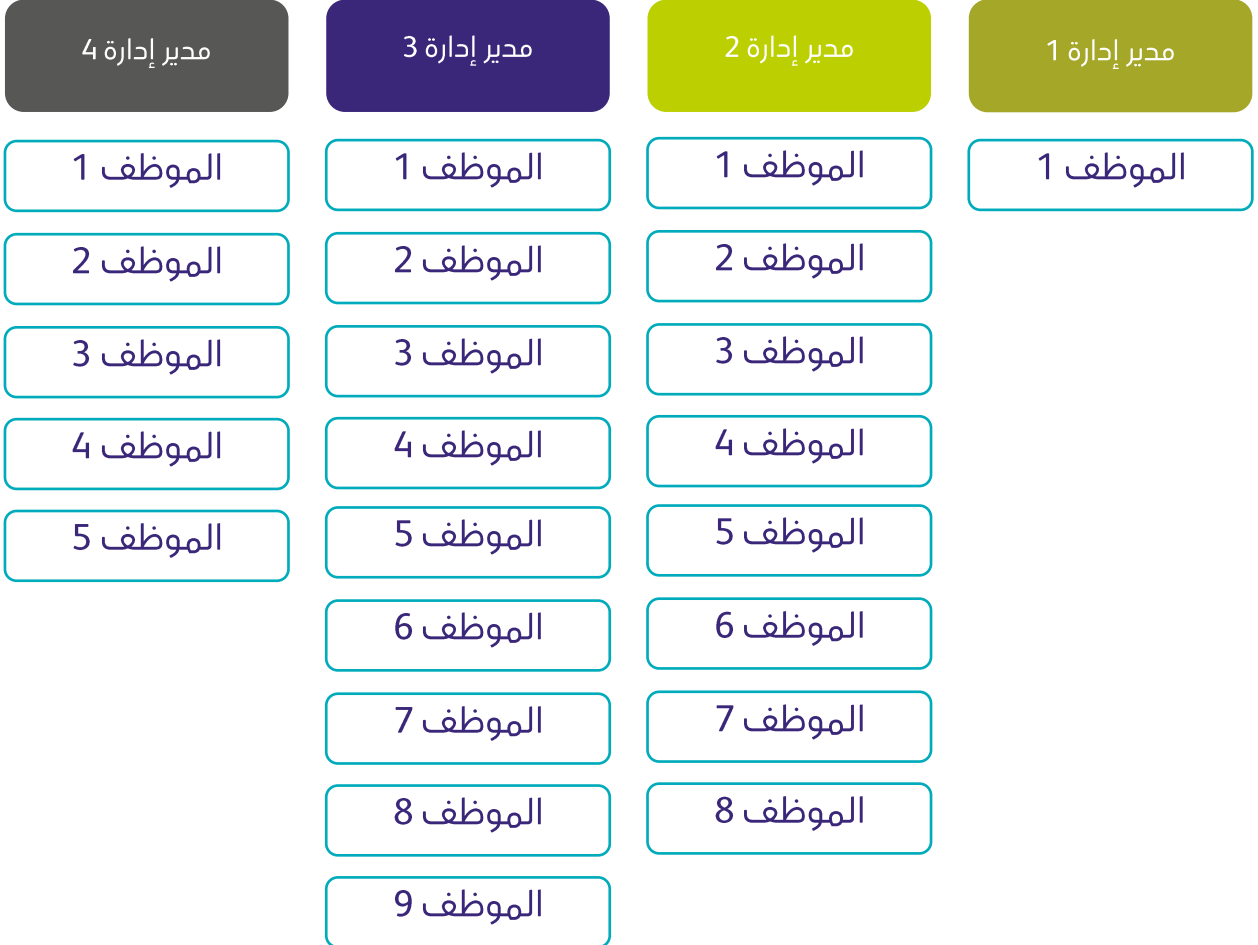 مدير إدارة 1
الموظف 1
مدير إدارة 2
الموظف 1
الموظف 2
الموظف 3
الموظف 4
الموظف 5
الموظف 6
الموظف 7
الموظف 8
مدير إدارة 3
الموظف 1
الموظف 2
الموظف 3
الموظف 4
الموظف 5
الموظف 6
الموظف 7
الموظف 8
الموظف 9
مدير إدارة 4
الموظف 1
الموظف 2
الموظف 3
الموظف 4
الموظف 5